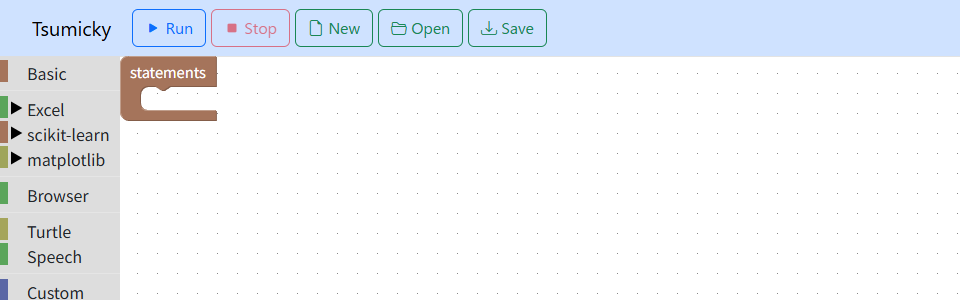 Tsumicky
Run
Stop
New
Open
Save
Basic
Excel
scikit-learn
matplotlib
Browser
Turtle
Speech
Custom
statements